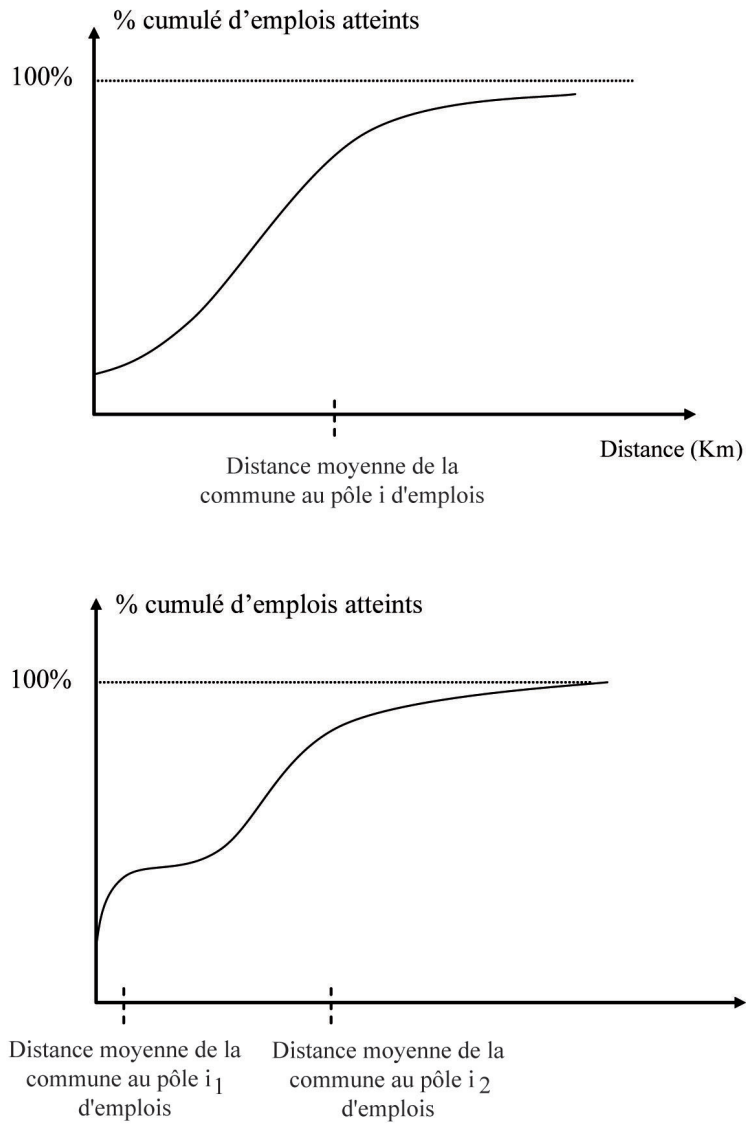 % cumulé d’emplois atteints
100%
Distance (Km)
Distance moyenne de la
commune au pôle i d'emplois
% cumulé d’emplois atteints
100%
Distance moyenne de la
commune au pôle i1
d'emplois
Distance moyenne de la
commune au pôle i2
d'emplois